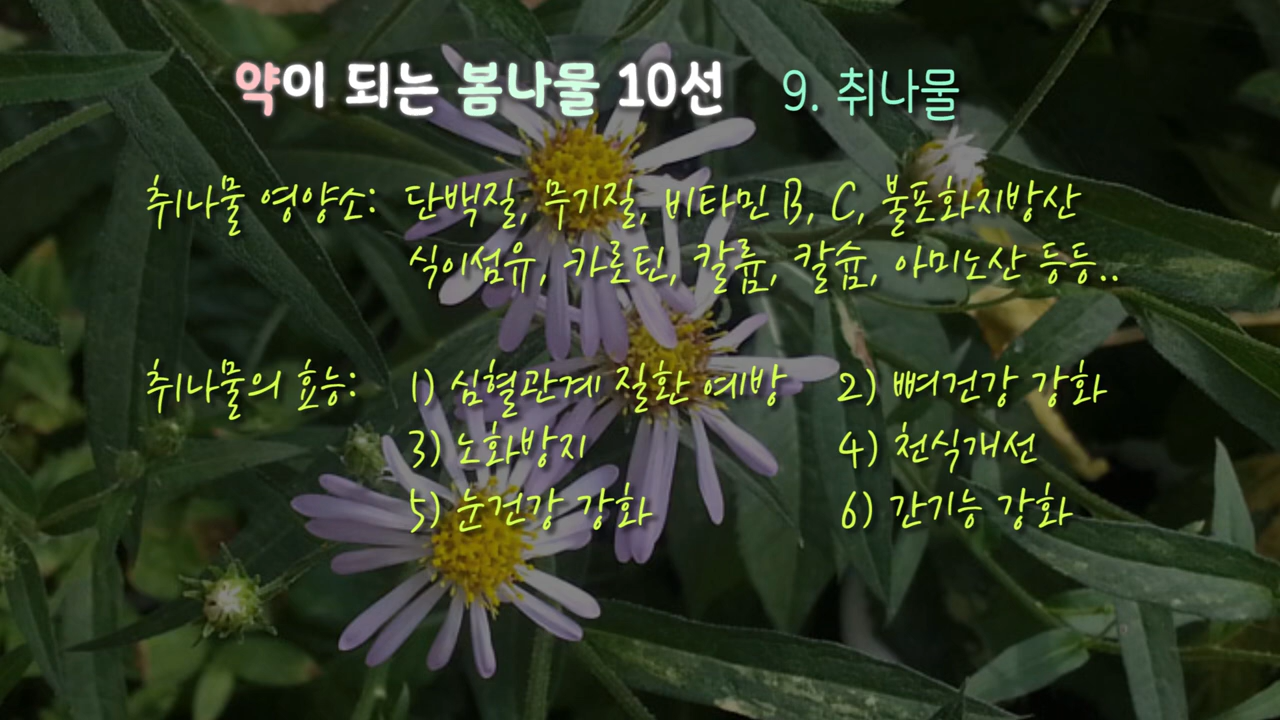 약이 되는 봄나물 10선 9. 취나물
취나물 영양소: 단백질, 무기질, 비타민 B, C, 불포화지방산
식이섬유, 카로틴, 칼륨, 칼슘, 아미노산 등등..
취나물의 효능: 1) 심혈관계 질환 예방 2) 뼈건강 강화
3) 노화방지 4) 천식개선
5) 눈건강 강화 6) 간기능 강화